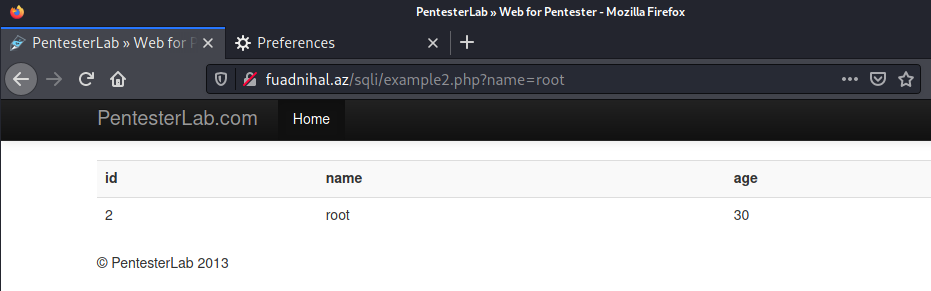 PentesterLab » Web for Pentester - Mozilla Firefox
PentesterLab » Web for P
Preferences
fuadnihal.az/sqli/example2.php?name=root
PentesterLab.com Home
id name age
2 root 30
© PentesterLab 2013